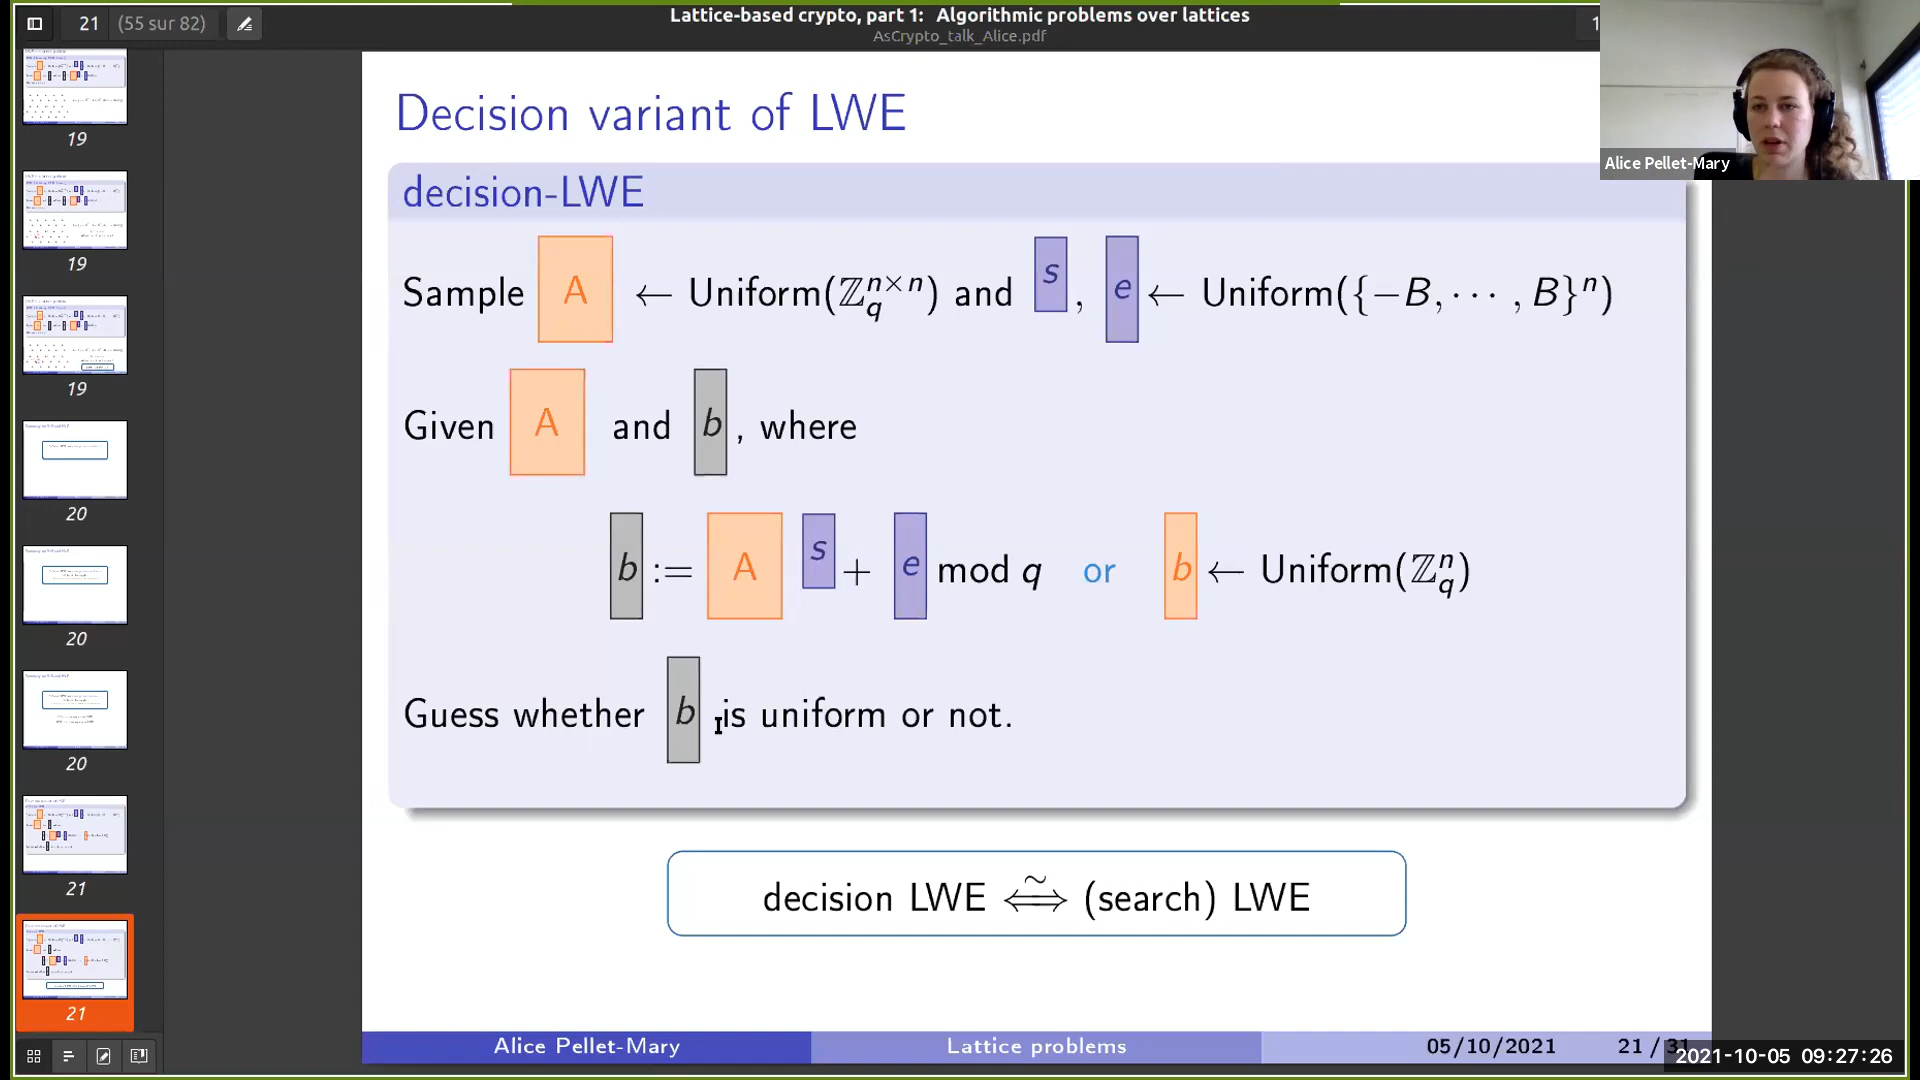 21 (55 sur 82)
Lattice-based crypto, part 1: Algorithmic problems over lattices
AsCrypto_talk_Alice.pdf
1
Alice Pellet-Mary
19
19
19
20
20
20
21
21
Decision variant of LWE
decision-LWE
Sample A ← Uniform(ℤ_q^{n×n}) and s, e ← Uniform({−B, ··· , B}^n)
Given A and b, where
b := A s + e mod q or b ← Uniform(ℤ_q^n)
Guess whether b is uniform or not.
decision LWE ⟺~ (search) LWE
Alice Pellet-Mary Lattice problems 05/10/2021 21 / 31
2021-10-05 09:27:26